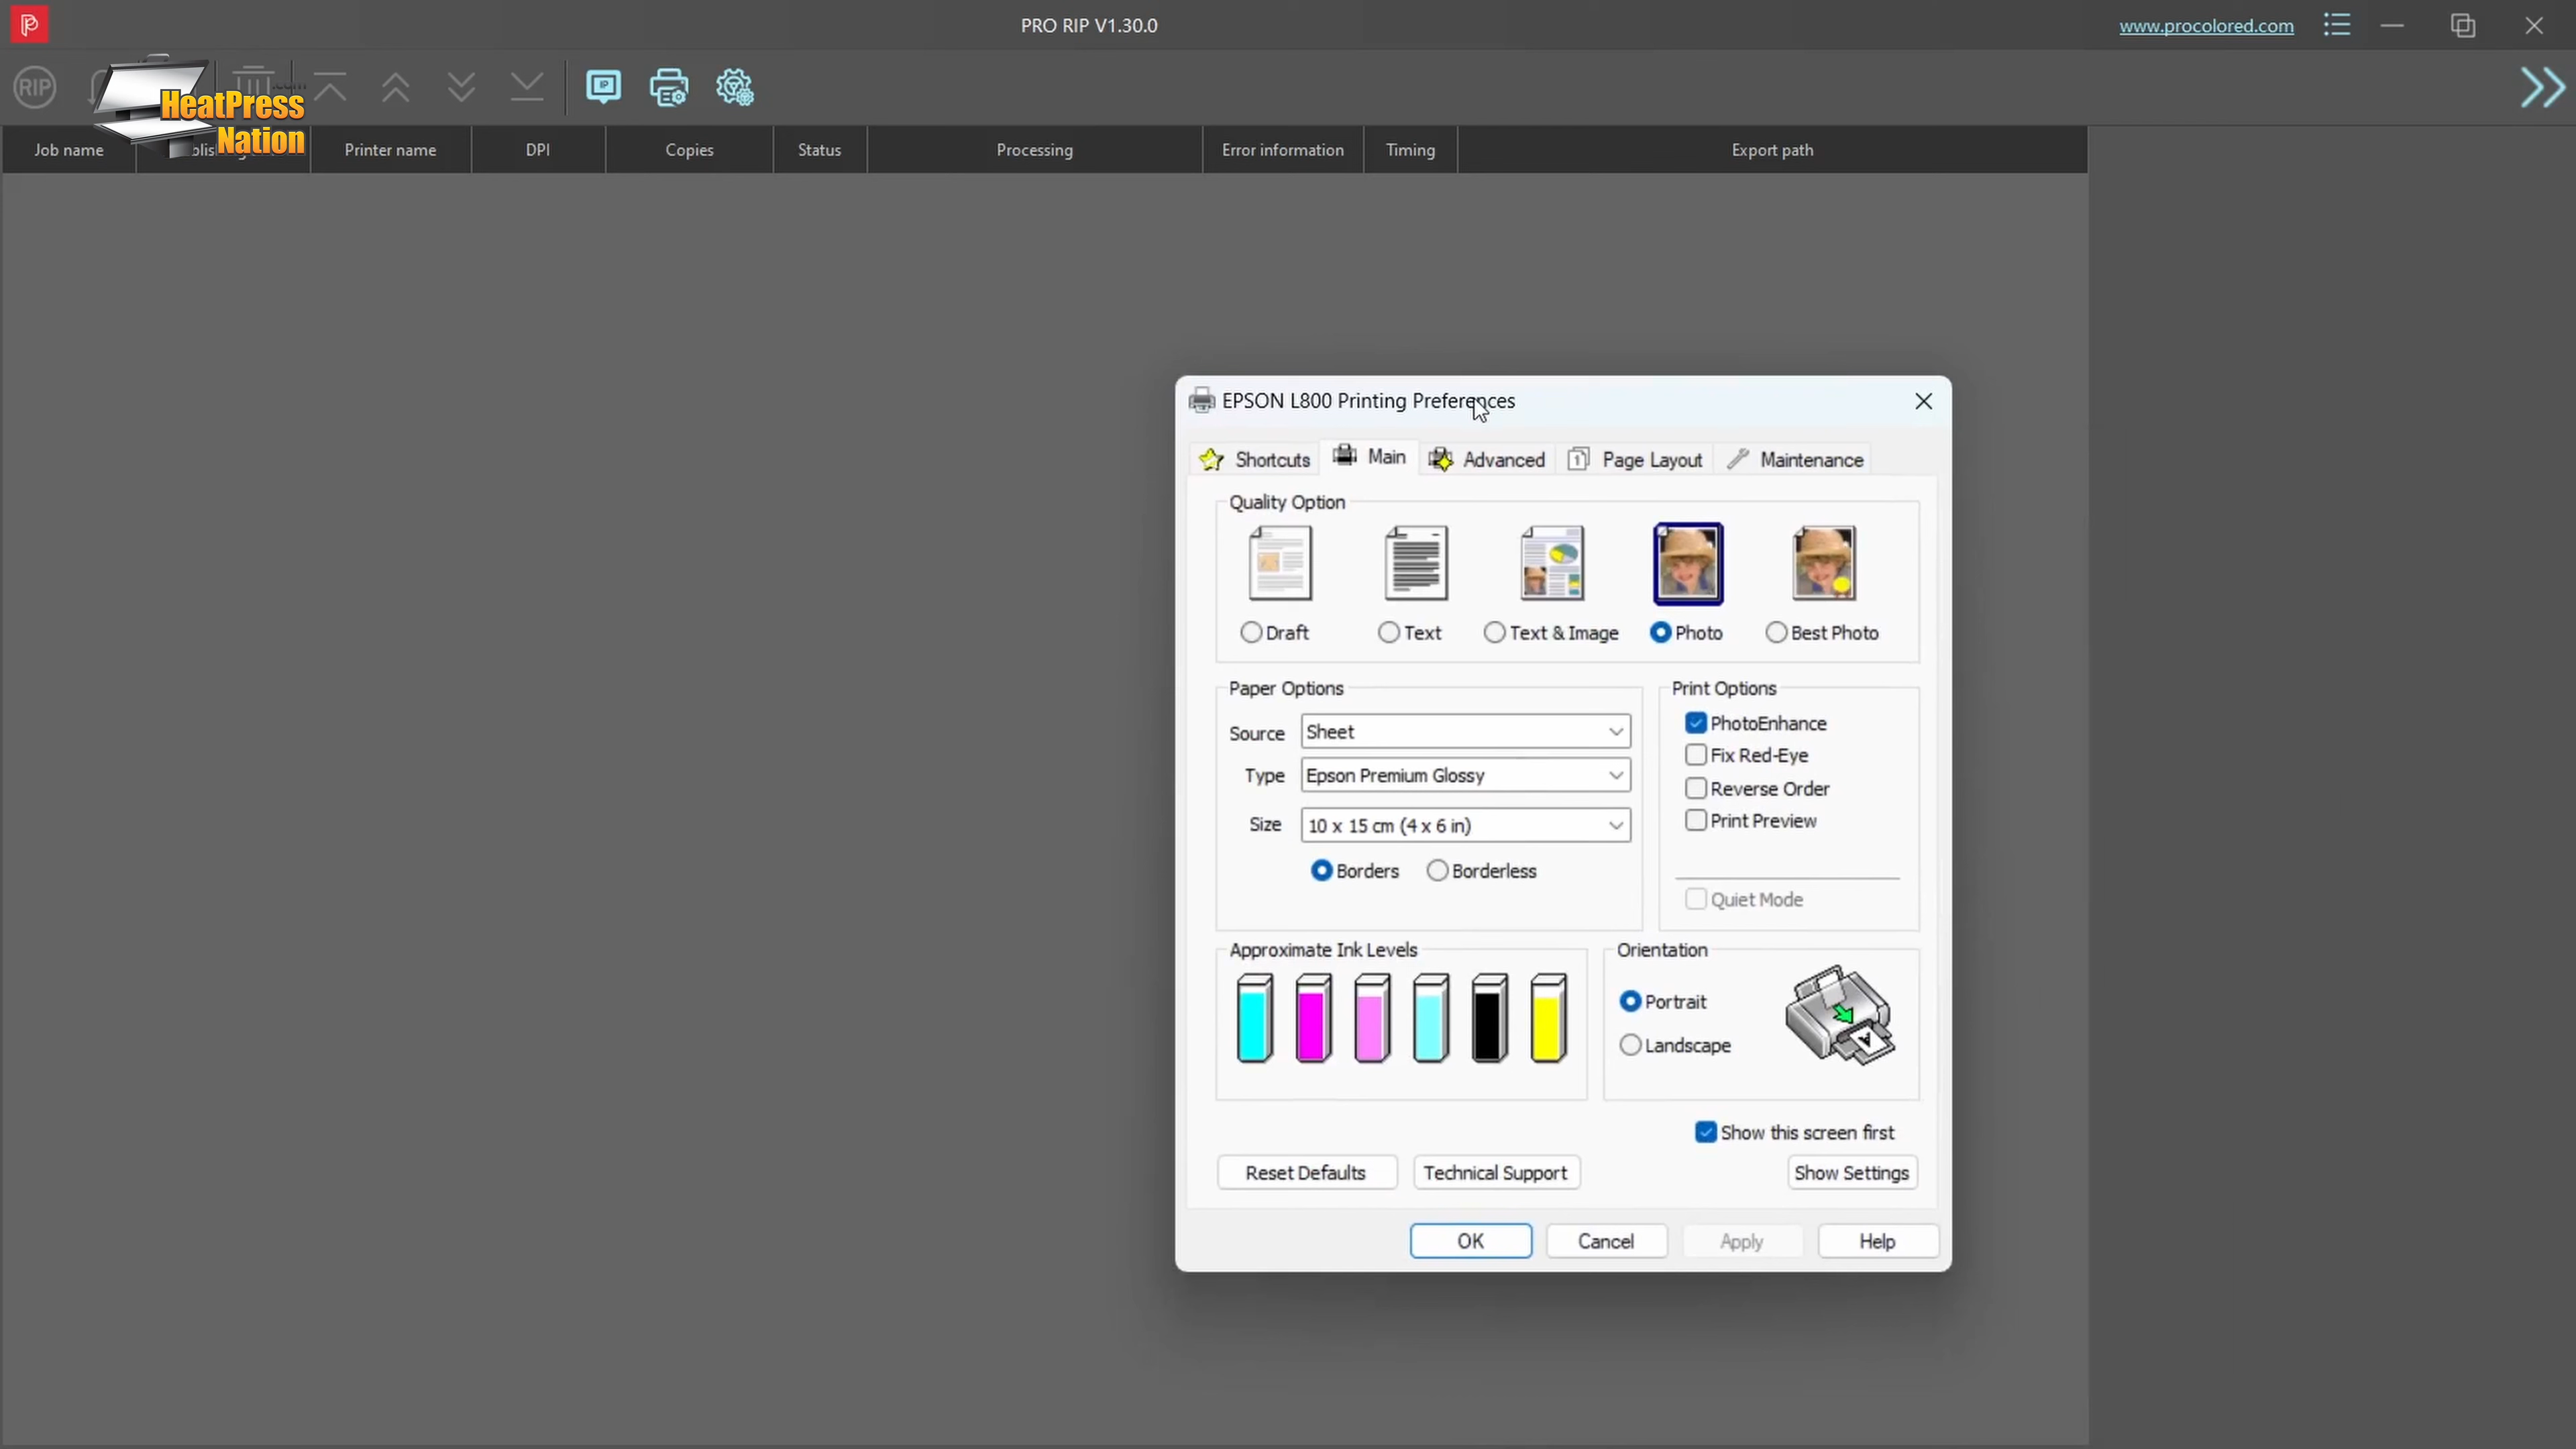 PRO RIP V1.30.0
www.procolored.com
RIP
HeatPress
Nation
.com
Job name
Printer name
DPI
Copies
Status
Processing
Error information
Timing
Export path
EPSON L800 Printing Preferences
Shortcuts
Main
Advanced
Page Layout
Maintenance
Quality Option
Draft
Text
Text & Image
Photo
Best Photo
Paper Options
Source
Sheet
Type
Epson Premium Glossy
Size
10 x 15 cm (4 x 6 in)
Borders
Borderless
Print Options
PhotoEnhance
Fix Red-Eye
Reverse Order
Print Preview
Quiet Mode
Approximate Ink Levels
Orientation
Portrait
Landscape
Show this screen first
Reset Defaults
Technical Support
Show Settings
OK
Cancel
Apply
Help